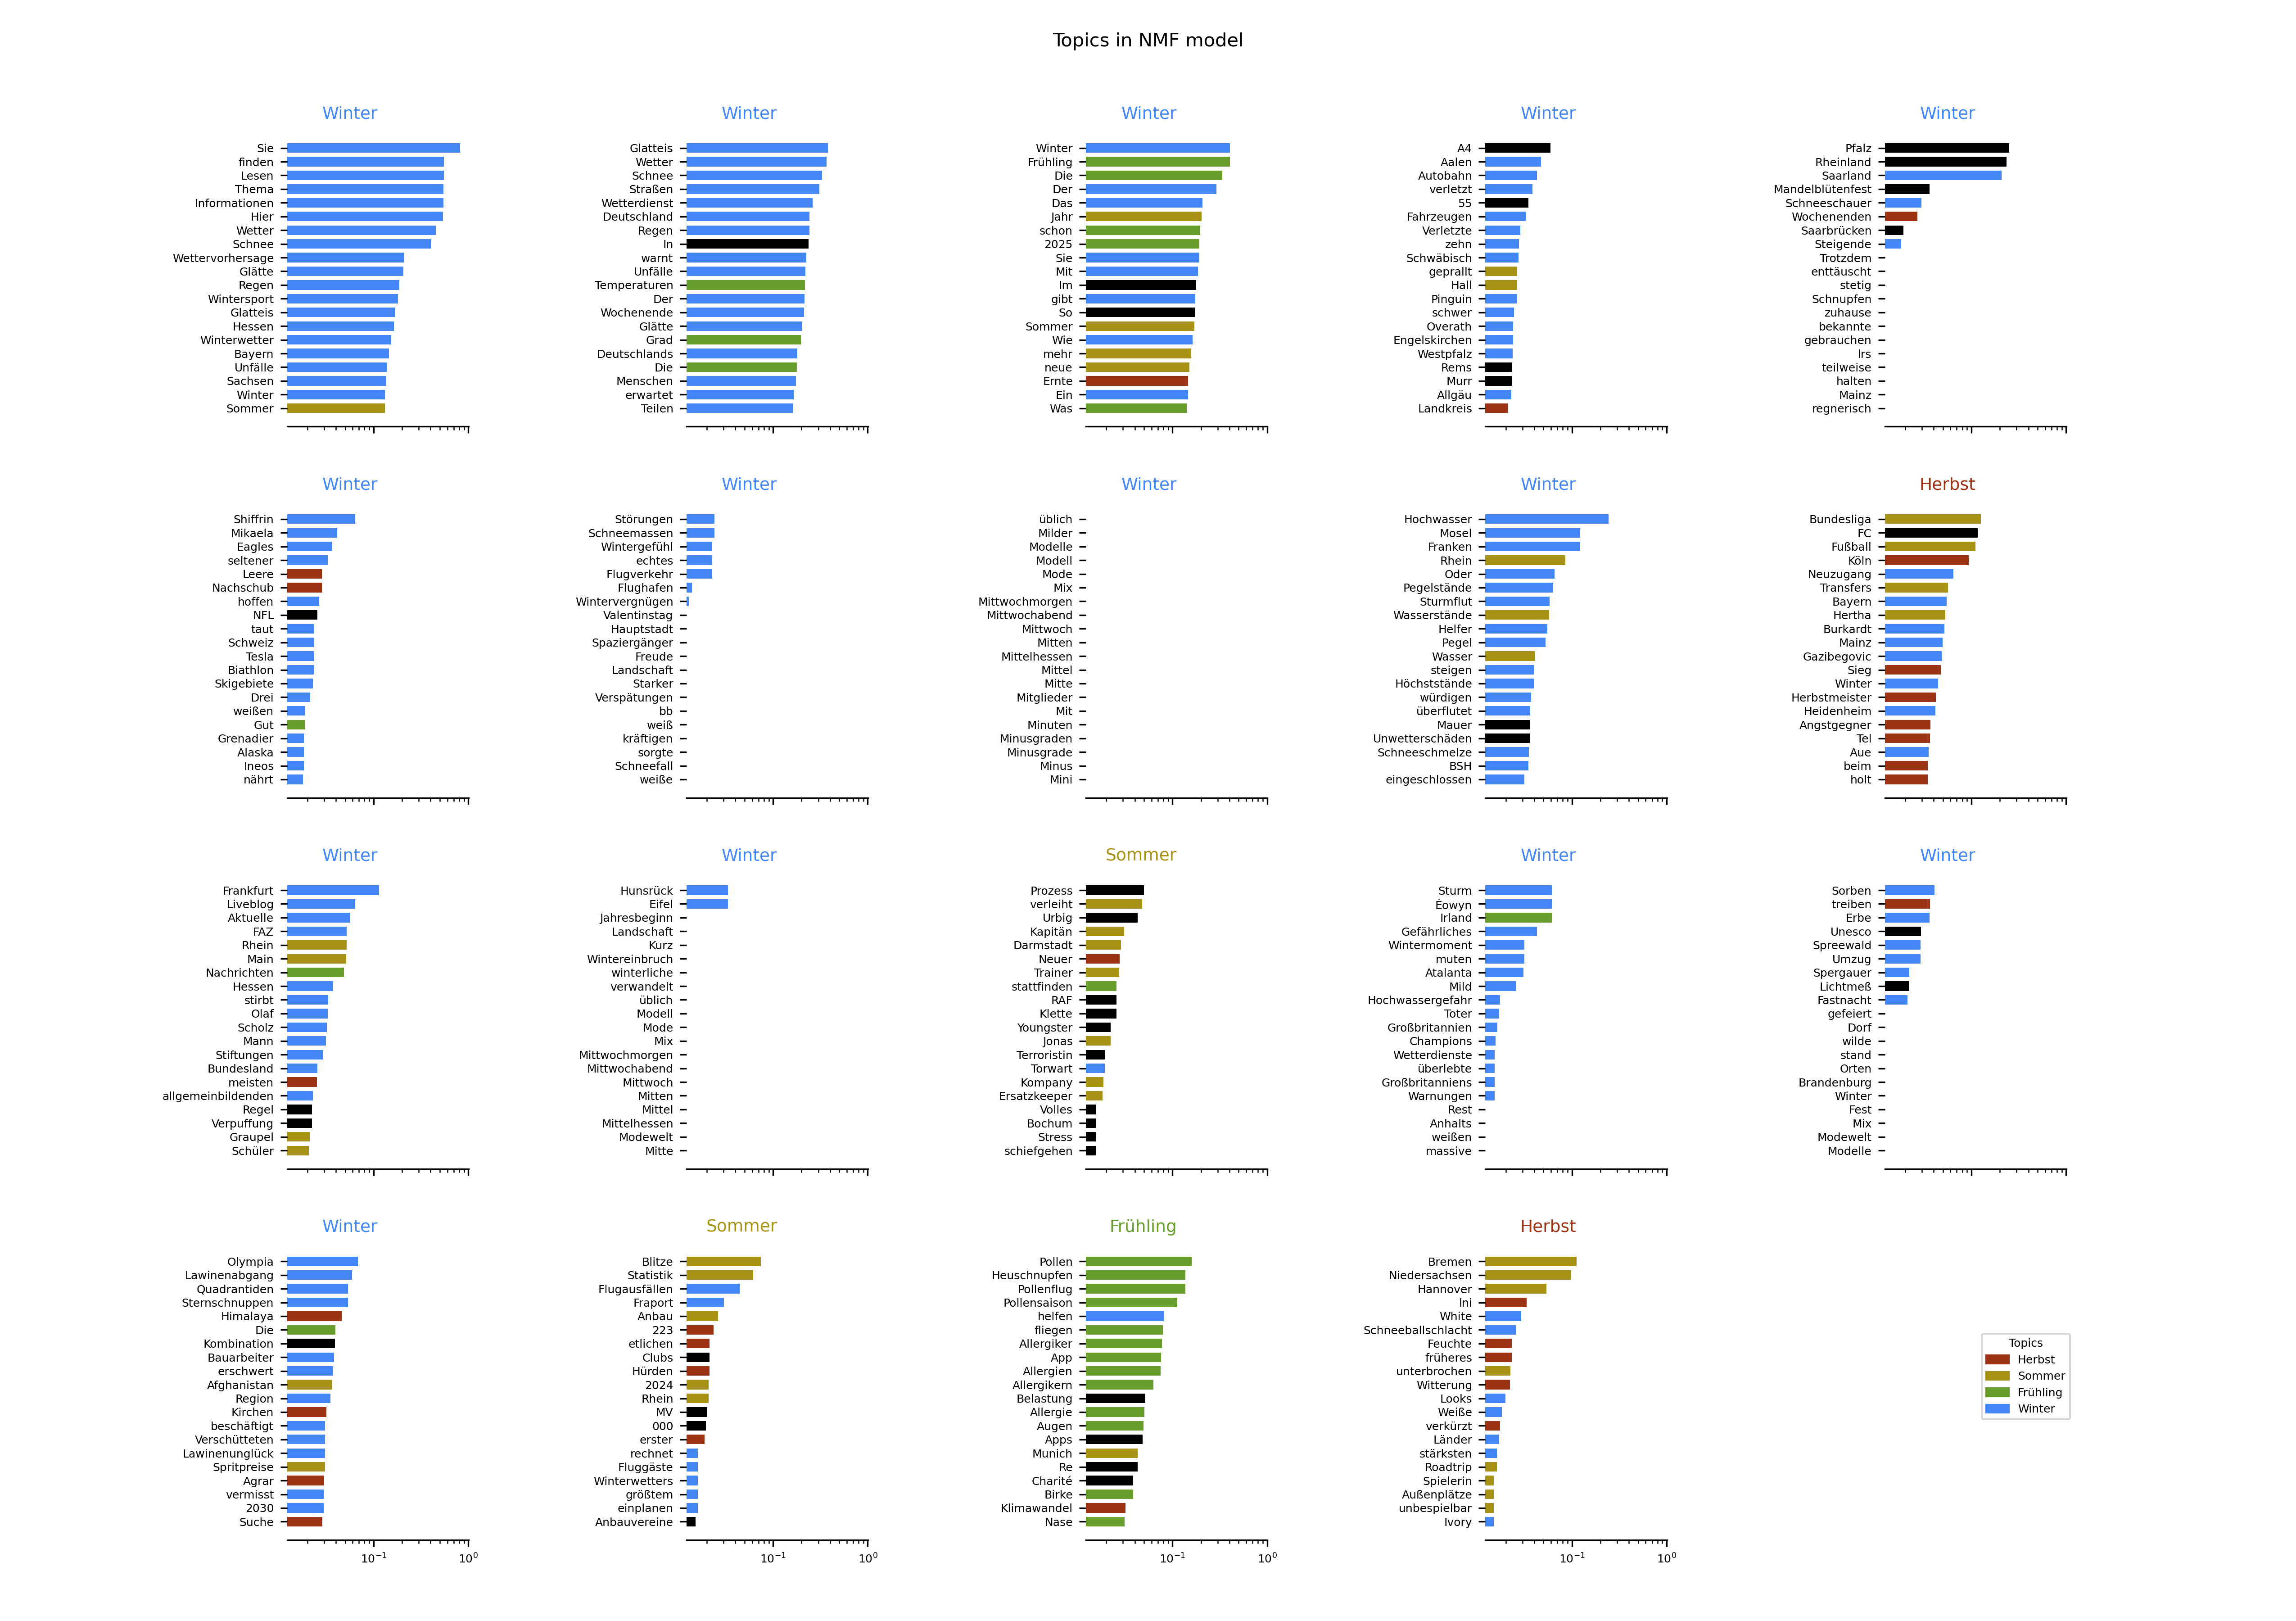 Topics in NMF model
Winter
Sie
finden
Lesen
Thema
Informationen
Hier
Wetter
Schnee
Wettervorhersage
Glätte
Regen
Wintersport
Glatteis
Hessen
Winterwetter
Bayern
Unfälle
Sachsen
Winter
Sommer
Winter
Glatteis
Wetter
Schnee
Straßen
Wetterdienst
Deutschland
Regen
In
warnt
Unfälle
Temperaturen
Der
Wochenende
Glätte
Grad
Deutschlands
Die
Menschen
erwartet
Teilen
Winter
Winter
Frühling
Die
Der
Das
Jahr
schon
2025
Sie
Mit
Im
gibt
So
Sommer
Wie
mehr
neue
Ernte
Ein
Was
Winter
A4
Aalen
Autobahn
verletzt
55
Fahrzeugen
Verletzte
zehn
Schwäbisch
geprallt
Hall
Pinguin
schwer
Overath
Engelskirchen
Westpfalz
Rems
Murr
Allgäu
Landkreis
Winter
Pfalz
Rheinland
Saarland
Mandelblütenfest
Schneeschauer
Wochenenden
Saarbrücken
Steigende
Trotzdem
enttäuscht
stetig
Schnupfen
zuhause
bekannte
gebrauchen
lrs
teilweise
halten
Mainz
regnerisch
Winter
Shiffrin
Mikaela
Eagles
seltener
Leere
Nachschub
hoffen
NFL
taut
Schweiz
Tesla
Biathlon
Skigebiete
Drei
weißen
Gut
Grenadier
Alaska
Ineos
nährt
Winter
Störungen
Schneemassen
Wintergefühl
echtes
Flugverkehr
Flughafen
Wintervergnügen
Valentinstag
Hauptstadt
Spaziergänger
Freude
Landschaft
Starker
Verspätungen
bb
weiß
kräftigen
sorgte
Schneefall
weiße
Winter
üblich
Milder
Modelle
Modell
Mode
Mix
Mittwochmorgen
Mittwochabend
Mittwoch
Mitten
Mittelhessen
Mittel
Mitte
Mitglieder
Mit
Minuten
Minusgraden
Minusgrade
Minus
Mini
Winter
Hochwasser
Mosel
Franken
Rhein
Oder
Pegelstände
Sturmflut
Wasserstände
Helfer
Pegel
Wasser
steigen
Höchststände
würdigen
überflutet
Mauer
Unwetterschäden
Schneeschmelze
BSH
eingeschlossen
Herbst
Bundesliga
FC
Fußball
Köln
Neuzugang
Transfers
Bayern
Hertha
Burkardt
Mainz
Gazibegovic
Sieg
Winter
Herbstmeister
Heidenheim
Angstgegner
Tel
Aue
beim
holt
Winter
Frankfurt
Liveblog
Aktuelle
FAZ
Rhein
Main
Nachrichten
Hessen
stirbt
Olaf
Scholz
Mann
Stiftungen
Bundesland
meisten
allgemeinbildenden
Regel
Verpuffung
Graupel
Schüler
Winter
Hunsrück
Eifel
Jahresbeginn
Landschaft
Kurz
Wintereinbruch
winterliche
verwandelt
üblich
Modell
Mode
Mix
Mittwochmorgen
Mittwochabend
Mittwoch
Mitten
Mittel
Mittelhessen
Modewelt
Mitte
Sommer
Prozess
verleiht
Urbig
Kapitän
Darmstadt
Neuer
Trainer
stattfinden
RAF
Klette
Youngster
Jonas
Terroristin
Torwart
Kompany
Ersatzkeeper
Volles
Bochum
Stress
schiefgehen
Winter
Sturm
Éowyn
Irland
Gefährliches
Wintermoment
muten
Atalanta
Mild
Hochwassergefahr
Toter
Großbritannien
Champions
Wetterdienste
überlebte
Großbritanniens
Warnungen
Rest
Anhalts
weißen
massive
Winter
Sorben
treiben
Erbe
Unesco
Spreewald
Umzug
Spergauer
Lichtmeß
Fastnacht
gefeiert
Dorf
wilde
stand
Orten
Brandenburg
Winter
Fest
Mix
Modewelt
Modelle
Winter
Olympia
Lawinenabgang
Quadrantiden
Sternschnuppen
Himalaya
Die
Kombination
Bauarbeiter
erschwert
Afghanistan
Region
Kirchen
beschäftigt
Verschütteten
Lawinenunglück
Spritpreise
Agrar
vermisst
2030
Suche
10⁻¹ 10⁰
Sommer
Blitze
Statistik
Flugausfällen
Fraport
Anbau
223
etlichen
Clubs
Hürden
2024
Rhein
MV
000
erster
rechnet
Fluggäste
Winterwetters
größtem
einplanen
Anbauvereine
10⁻¹ 10⁰
Frühling
Pollen
Heuschnupfen
Pollenflug
Pollensaison
helfen
fliegen
Allergiker
App
Allergien
Allergikern
Belastung
Allergie
Augen
Apps
Munich
Re
Charité
Birke
Klimawandel
Nase
10⁻¹ 10⁰
Herbst
Bremen
Niedersachsen
Hannover
Ini
White
Schneeballschlacht
Feuchte
früheres
unterbrochen
Witterung
Looks
Weiße
verkürzt
Länder
stärksten
Roadtrip
Spielerin
Außenplätze
unbespielbar
Ivory
10⁻¹ 10⁰
Topics
Herbst
Sommer
Frühling
Winter